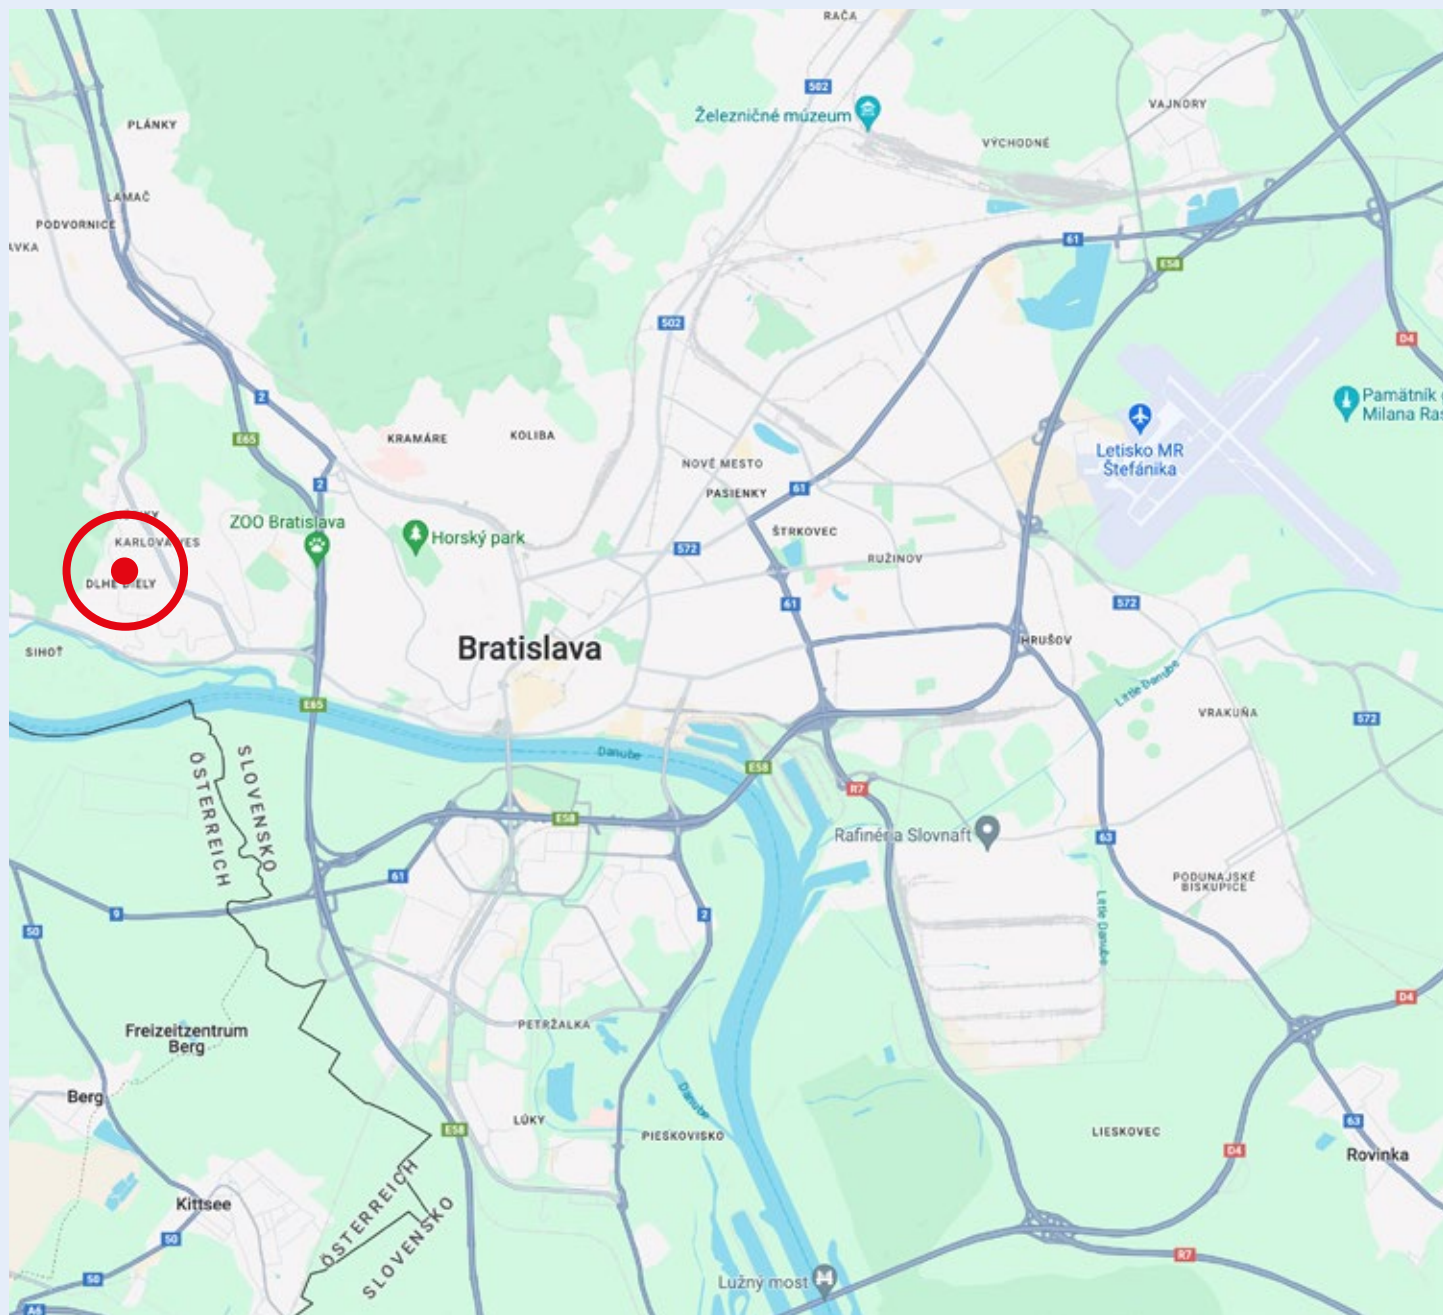 RAČA
502
Železničné múzeum
VAJNORY
PLÁNKY
VÝCHODNÉ
LAMAČ
PODVORNICE
AVKA
61
E58
502
D4
2
Pamätník
Milana Ras
KRAMÁRE
KOLIBA
E65
Letisko MR
Štefánika
NOVÉ MESTO
2
61
PASIENKY
ZOO Bratislava
Horský park
ŠTRKOVEC
KARLOVA VES
572
RUŽINOV
DLHÉ DIELY
61
572
HRUŠOV
Bratislava
SIHOŤ
Little Danube
E65
VRAKUŇA
572
Danube
ÖSTERREICH
SLOVENSKO
E58
R7
E58
Rafinéria Slovnaft
63
61
PODUNAJSKÉ
BISKUPICE
9
2
50
Little Danube
D4
Freizeitzentrum
Berg
PETRŽALKA
Berg
Danube
LÚKY
E58
PIESKOVISKO
LIESKOVEC
63
D4
Rovinka
Kittsee
ÖSTERREICH
SLOVENSKO
50
R7
50
Lužný most
A6